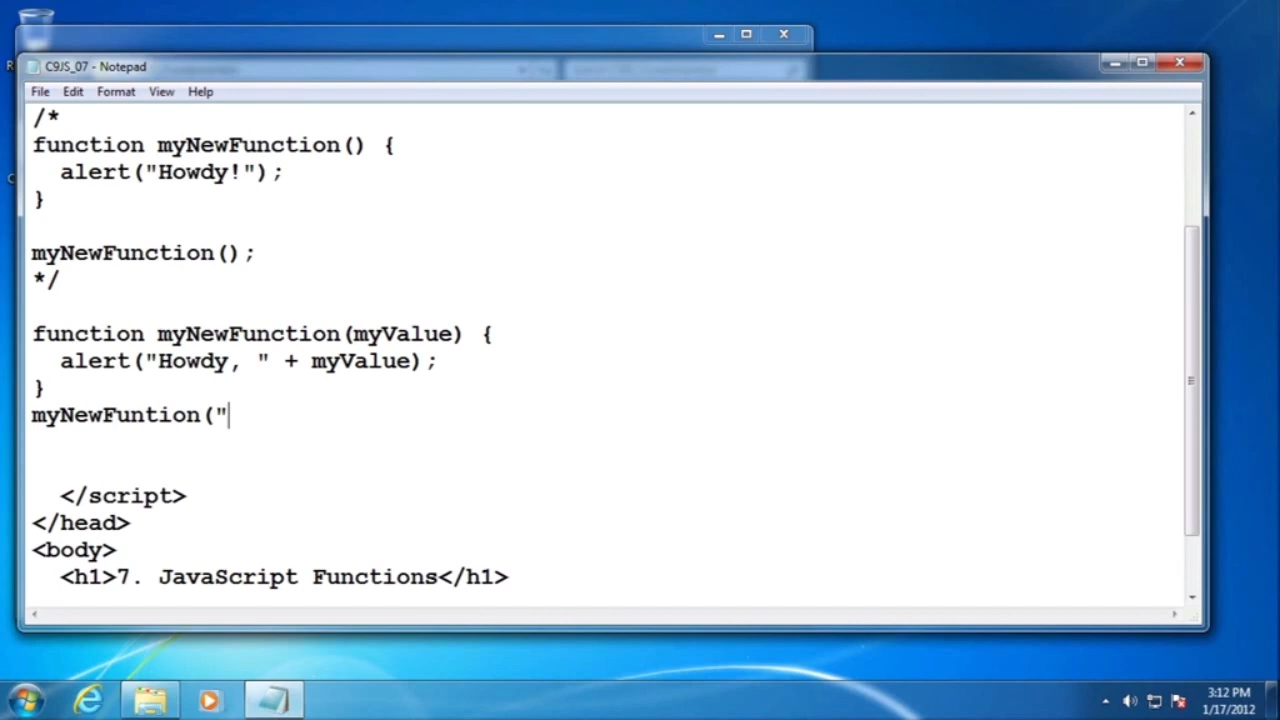 C9JS_07 - Notepad
File Edit Format View Help
/*
function myNewFunction() {
  alert("Howdy!");
}
myNewFunction();
*/
function myNewFunction(myValue) {
  alert("Howdy, " + myValue);
}
myNewFuntion("
  </script>
</head>
<body>
  <h1>7. JavaScript Functions</h1>
3:12 PM
1/17/2012